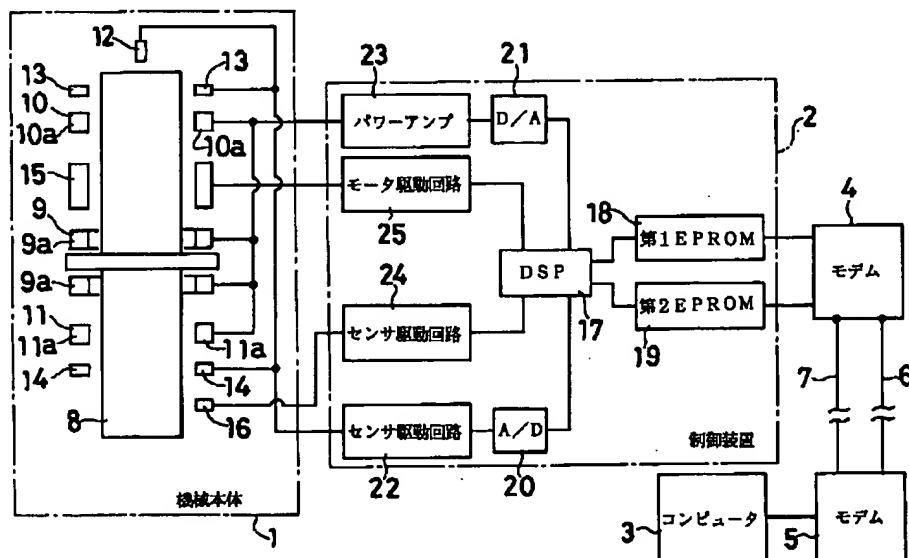 12
13
13
23
21
2
10
10a
パワーアンプ
D/A
10a
15
モータ駆動回路
18
4
9
25
第1EPROM
9a
24
DSP
モデム
9a
17
第2EPROM
11
センサ駆動回路
19
11a
11a
14
14
7
6
8
16
センサ駆動回路
A/D
制御装置
22
20
機械本体
コンピュータ
モデム
1
3
5